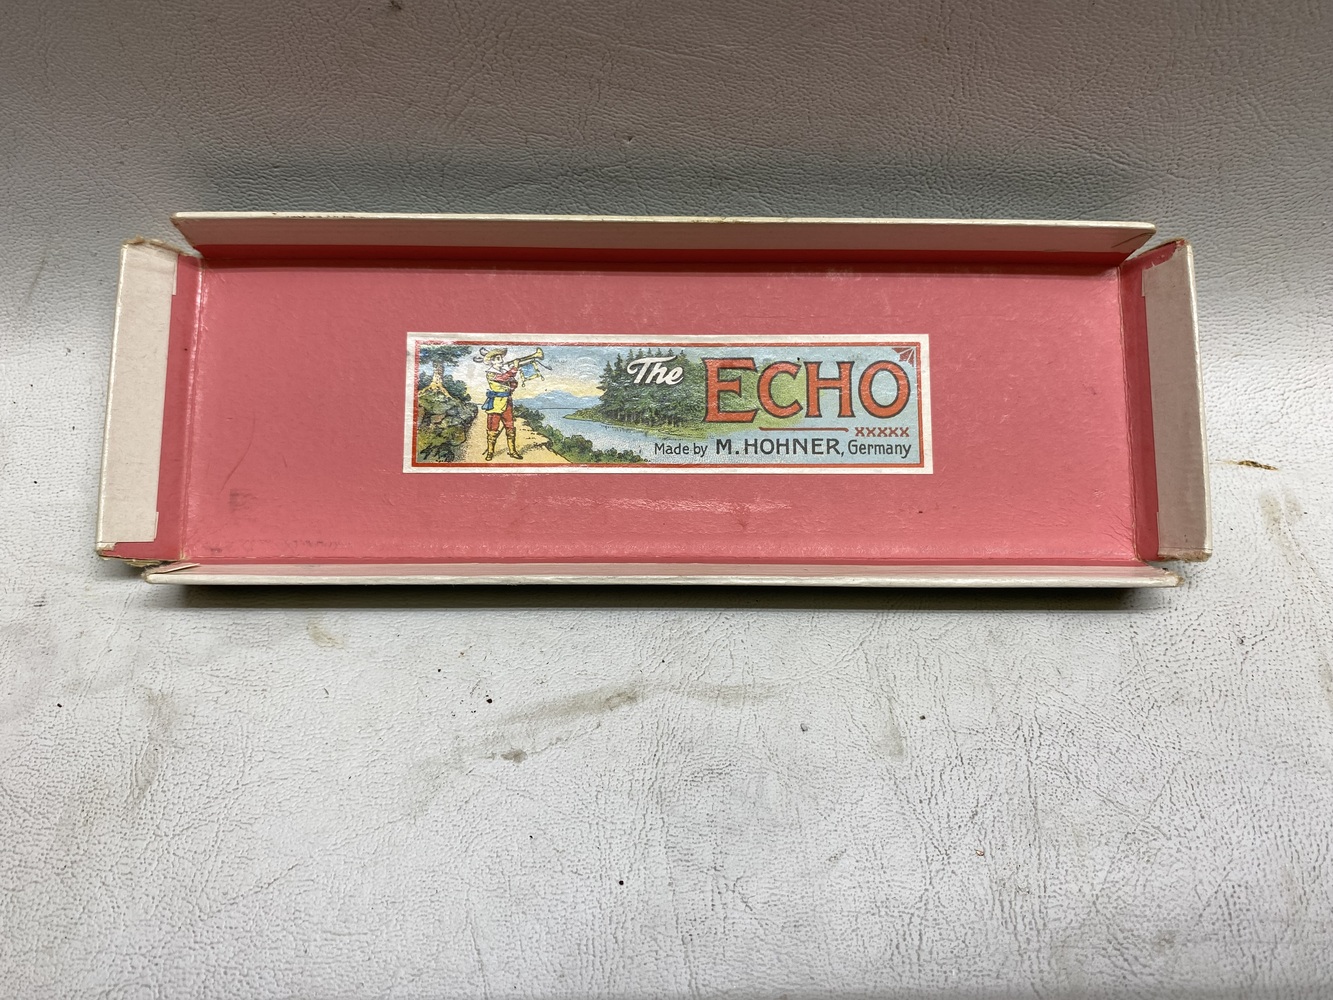 The ECHO
xxxxx
Made by M. HOHNER, Germany